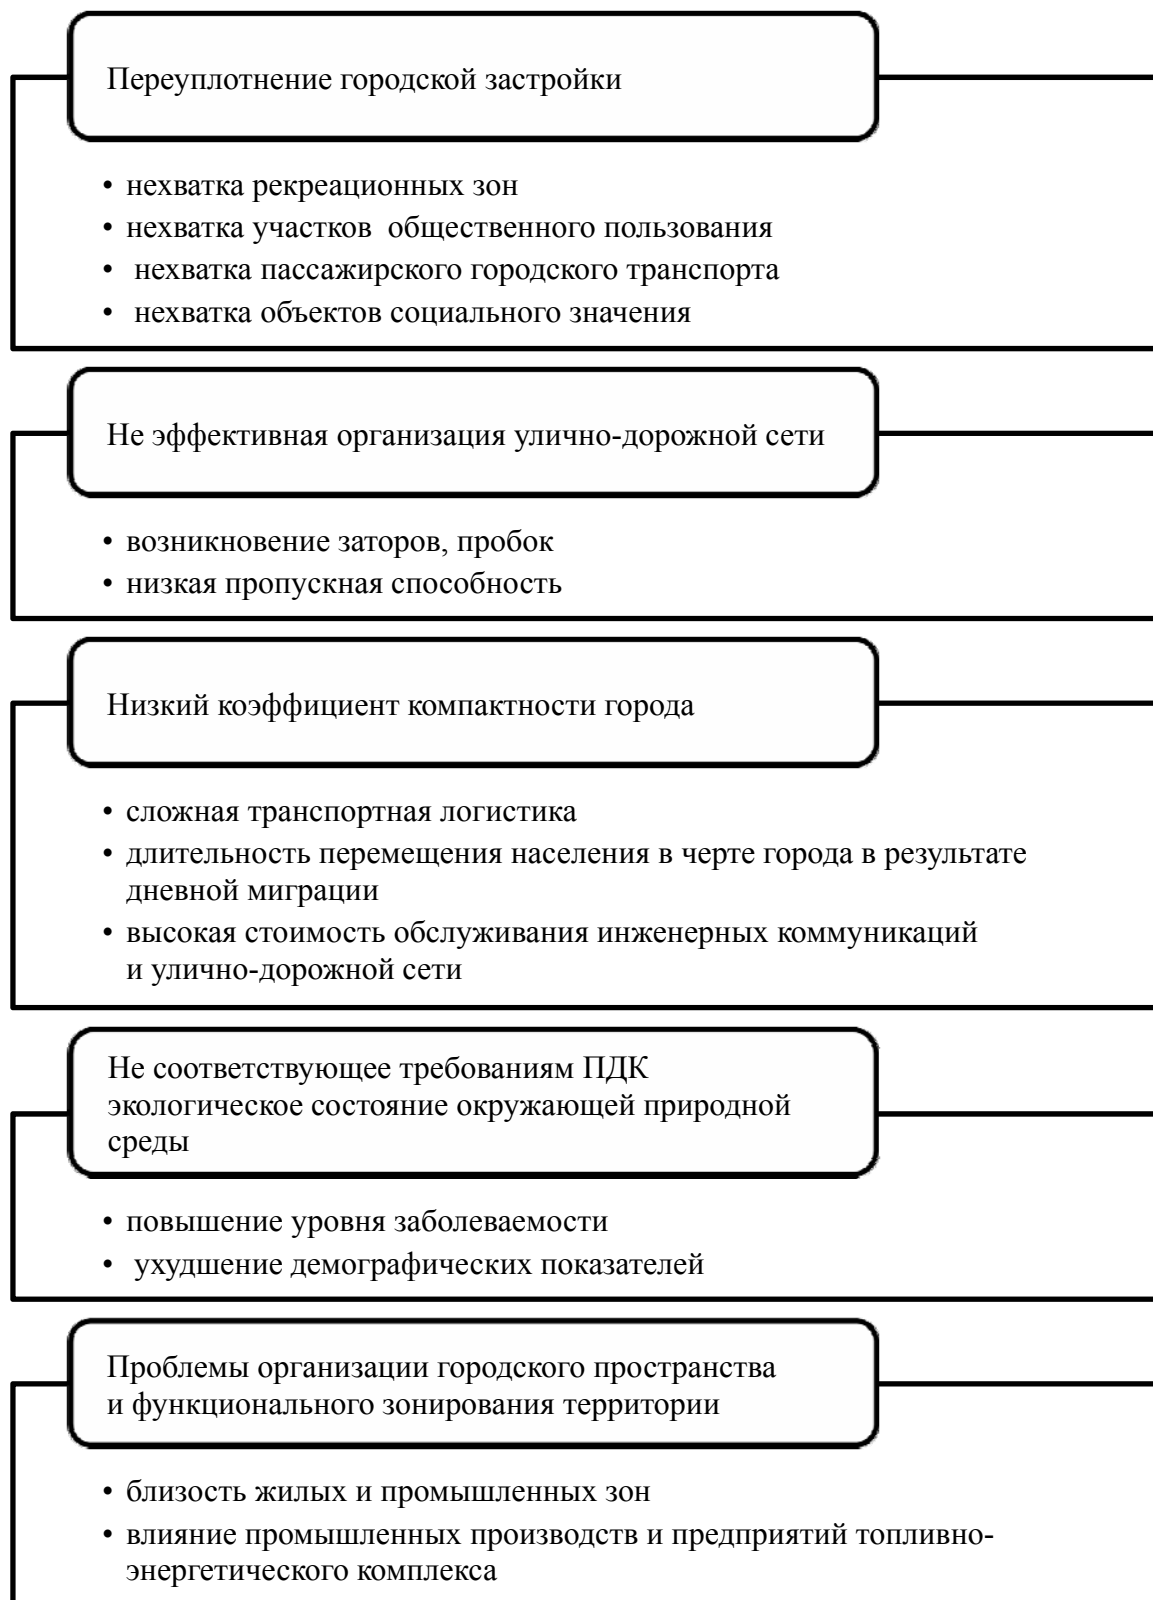 Переуплотнение городской застройки
• нехватка рекреационных зон
• нехватка участков общественного пользования
• нехватка пассажирского городского транспорта
• нехватка объектов социального значения
Не эффективная организация улично-дорожной сети
• возникновение заторов, пробок
• низкая пропускная способность
Низкий коэффициент компактности города
• сложная транспортная логистика
• длительность перемещения населения в черте города в результате
дневной миграции
• высокая стоимость обслуживания инженерных коммуникаций
и улично-дорожной сети
Не соответствующее требованиям ПДК
экологическое состояние окружающей природной
среды
• повышение уровня заболеваемости
• ухудшение демографических показателей
Проблемы организации городского пространства
и функционального зонирования территории
• близость жилых и промышленных зон
• влияние промышленных производств и предприятий топливно-
энергетического комплекса